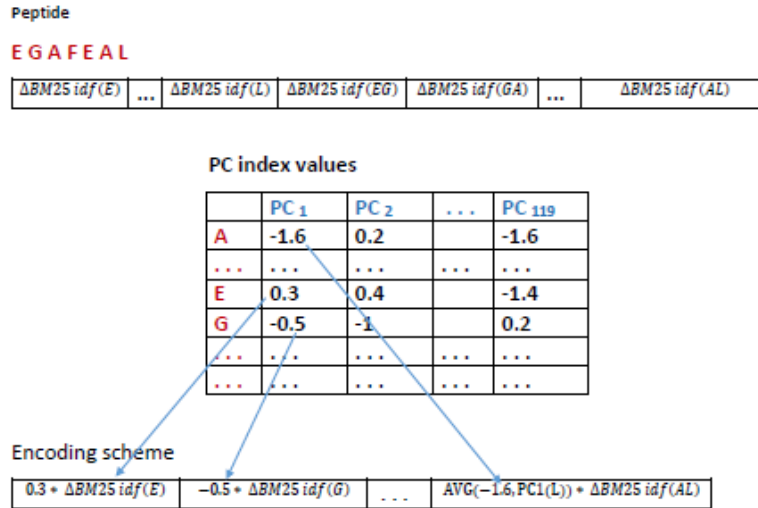 Peptide
E G A F E A L
ΔBM25 idf(E) ... ΔBM25 idf(L) ΔBM25 idf(EG) ΔBM25 idf(GA) ... ΔBM25 idf(AL)
PC index values
PC 1 PC 2 . . . PC 119
A -1.6 0.2 -1.6
. . . . . . . . . . . . . . .
E 0.3 0.4 -1.4
G -0.5 -1 0.2
. . . . . . . . . . . . . . .
. . . . . . . . . . . . . . .
Encoding scheme
0.3 * ΔBM25 idf(E) −0.5 * ΔBM25 idf(G) . . . AVG(−1.6, PC1(L)) * ΔBM25 idf(AL)